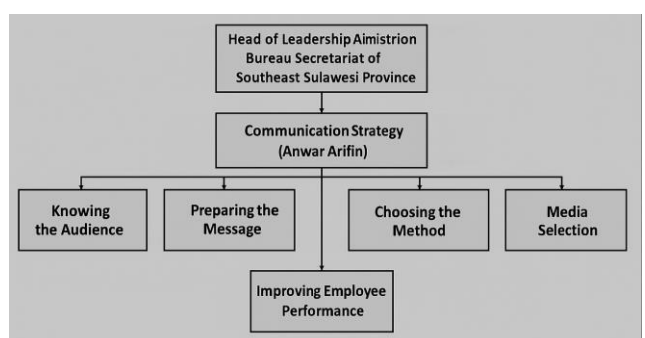 Head of Leadership Aimistrion
Bureau Secretariat of
Southeast Sulawesi Province
Communication Strategy
(Anwar Arifin)
Knowing
the Audience
Preparing the
Message
Choosing the
Method
Media
Selection
Improving Employee
Performance